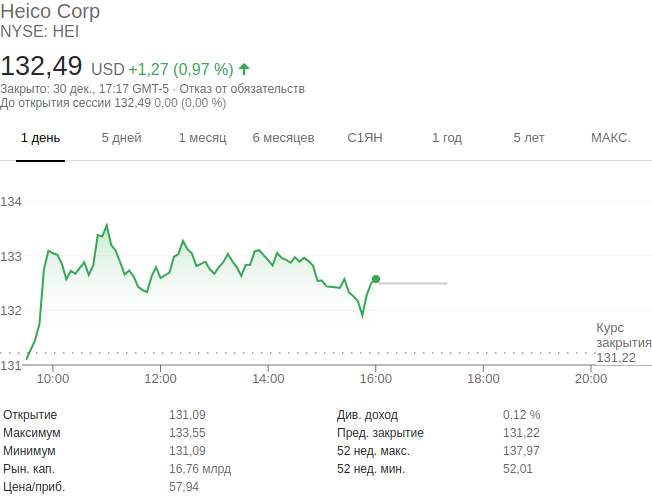 Heico Corp
NYSE: HEI
132,49 USD +1,27 (0,97 %)
Закрыто: 30 дек., 17:17 GMT-5 · Отказ от обязательств
До открытия сессии 132,49 0,00 (0,00 %)
1 день 5 дней 1 месяц 6 месяцев С1ЯН 1 год 5 лет МАКС.
134
133
132
131
Курс
закрытия
131,22
10:00 12:00 14:00 16:00 18:00 20:00
Открытие 131,09 Див. доход 0,12 %
Максимум 133,55 Пред. закрытие 131,22
Минимум 131,09 52 нед. макс. 137,97
Рын. кап. 16,76 млрд 52 нед. мин. 52,01
Цена/приб. 57,94